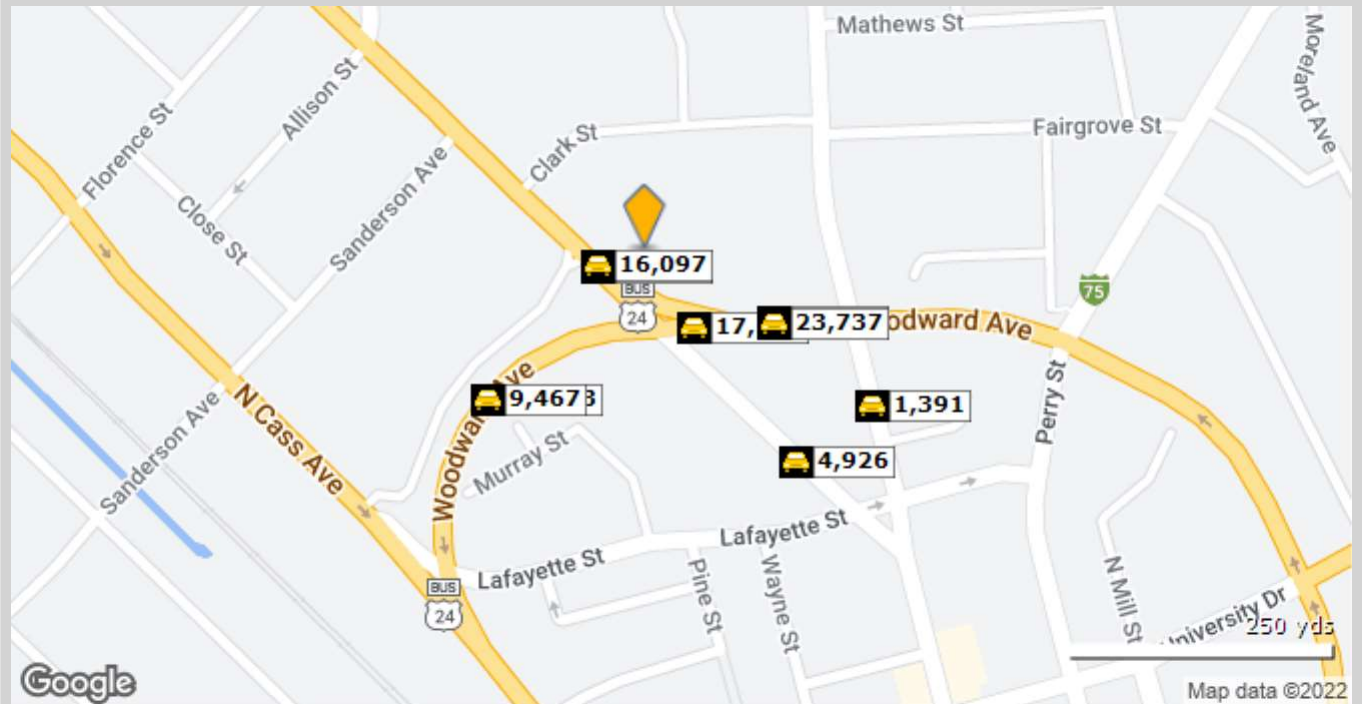 Mathews St
Moreland Ave
Allison St
Florence St
Clark St
Fairgrove St
Sanderson Ave
Close St
16,097
BUS
24
75
17,
23,737
odward Ave
9,467
3
Woodwar
Ave
1,391
N Cass Ave
Perry St
Sanderson Ave
Murray St
4,926
Lafayette St
Lafayette St
BUS
24
Pine St
Wayne St
N Mill St
University Dr
250 yds
Google
Map data ©2022